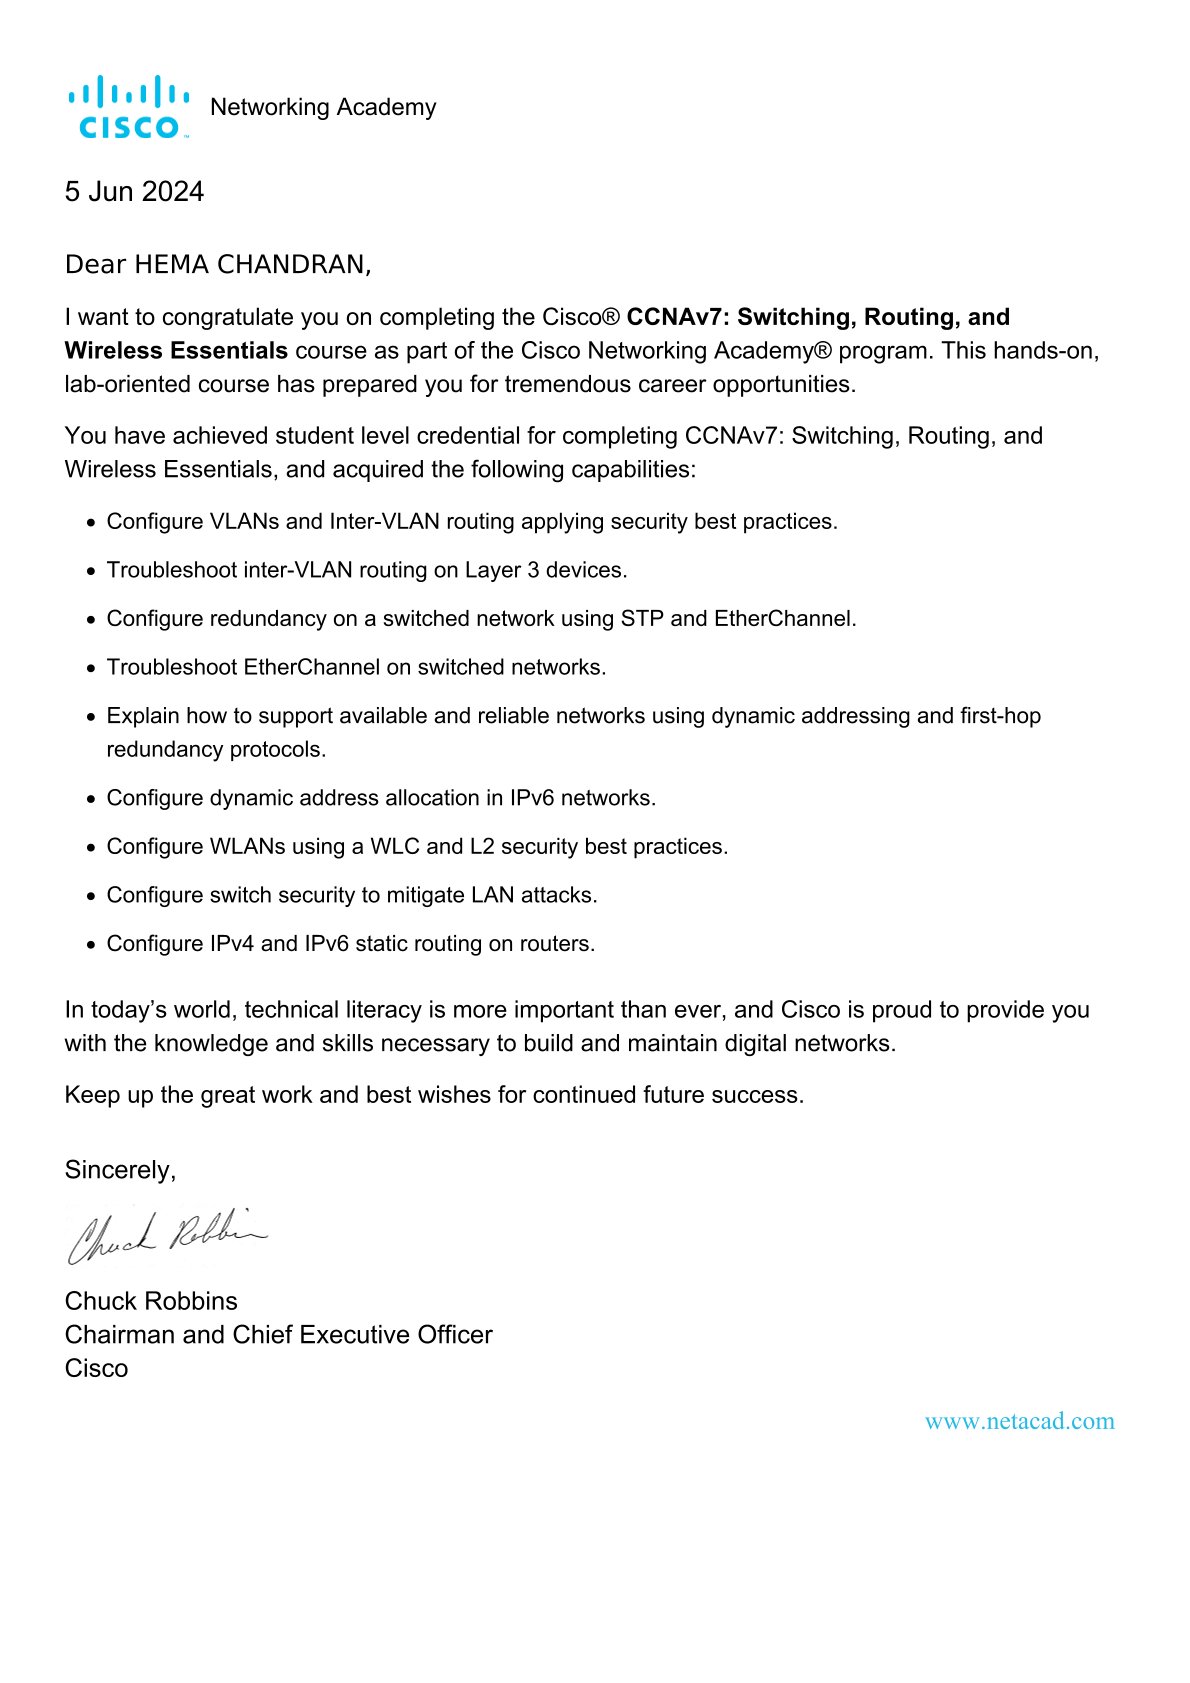 CISCO™ Networking Academy
5 Jun 2024
Dear HEMA CHANDRAN,
I want to congratulate you on completing the Cisco® CCNAv7: Switching, Routing, and
Wireless Essentials course as part of the Cisco Networking Academy® program. This hands-on,
lab-oriented course has prepared you for tremendous career opportunities.
You have achieved student level credential for completing CCNAv7: Switching, Routing, and
Wireless Essentials, and acquired the following capabilities:
• Configure VLANs and Inter-VLAN routing applying security best practices.
• Troubleshoot inter-VLAN routing on Layer 3 devices.
• Configure redundancy on a switched network using STP and EtherChannel.
• Troubleshoot EtherChannel on switched networks.
• Explain how to support available and reliable networks using dynamic addressing and first-hop
redundancy protocols.
• Configure dynamic address allocation in IPv6 networks.
• Configure WLANs using a WLC and L2 security best practices.
• Configure switch security to mitigate LAN attacks.
• Configure IPv4 and IPv6 static routing on routers.
In today’s world, technical literacy is more important than ever, and Cisco is proud to provide you
with the knowledge and skills necessary to build and maintain digital networks.
Keep up the great work and best wishes for continued future success.
Sincerely,
Chuck Robbins
Chuck Robbins
Chairman and Chief Executive Officer
Cisco
www.netacad.com